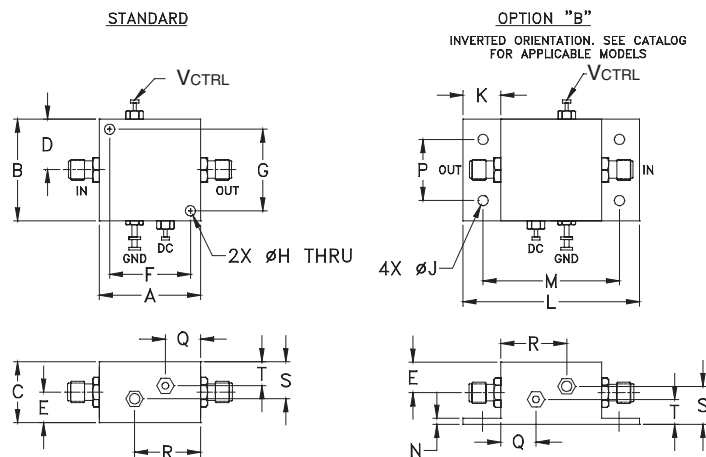 STANDARD
OPTION "B"
INVERTED ORIENTATION. SEE CATALOG
FOR APPLICABLE MODELS
VCTRL
VCTRL
K
D
B
G
P
IN
OUT
OUT
IN
GND
DC
2X øH THRU
F
A
DC
GND
4X øJ
M
L
Q
T
S
C
E
R
R
E
N
Q
T
S